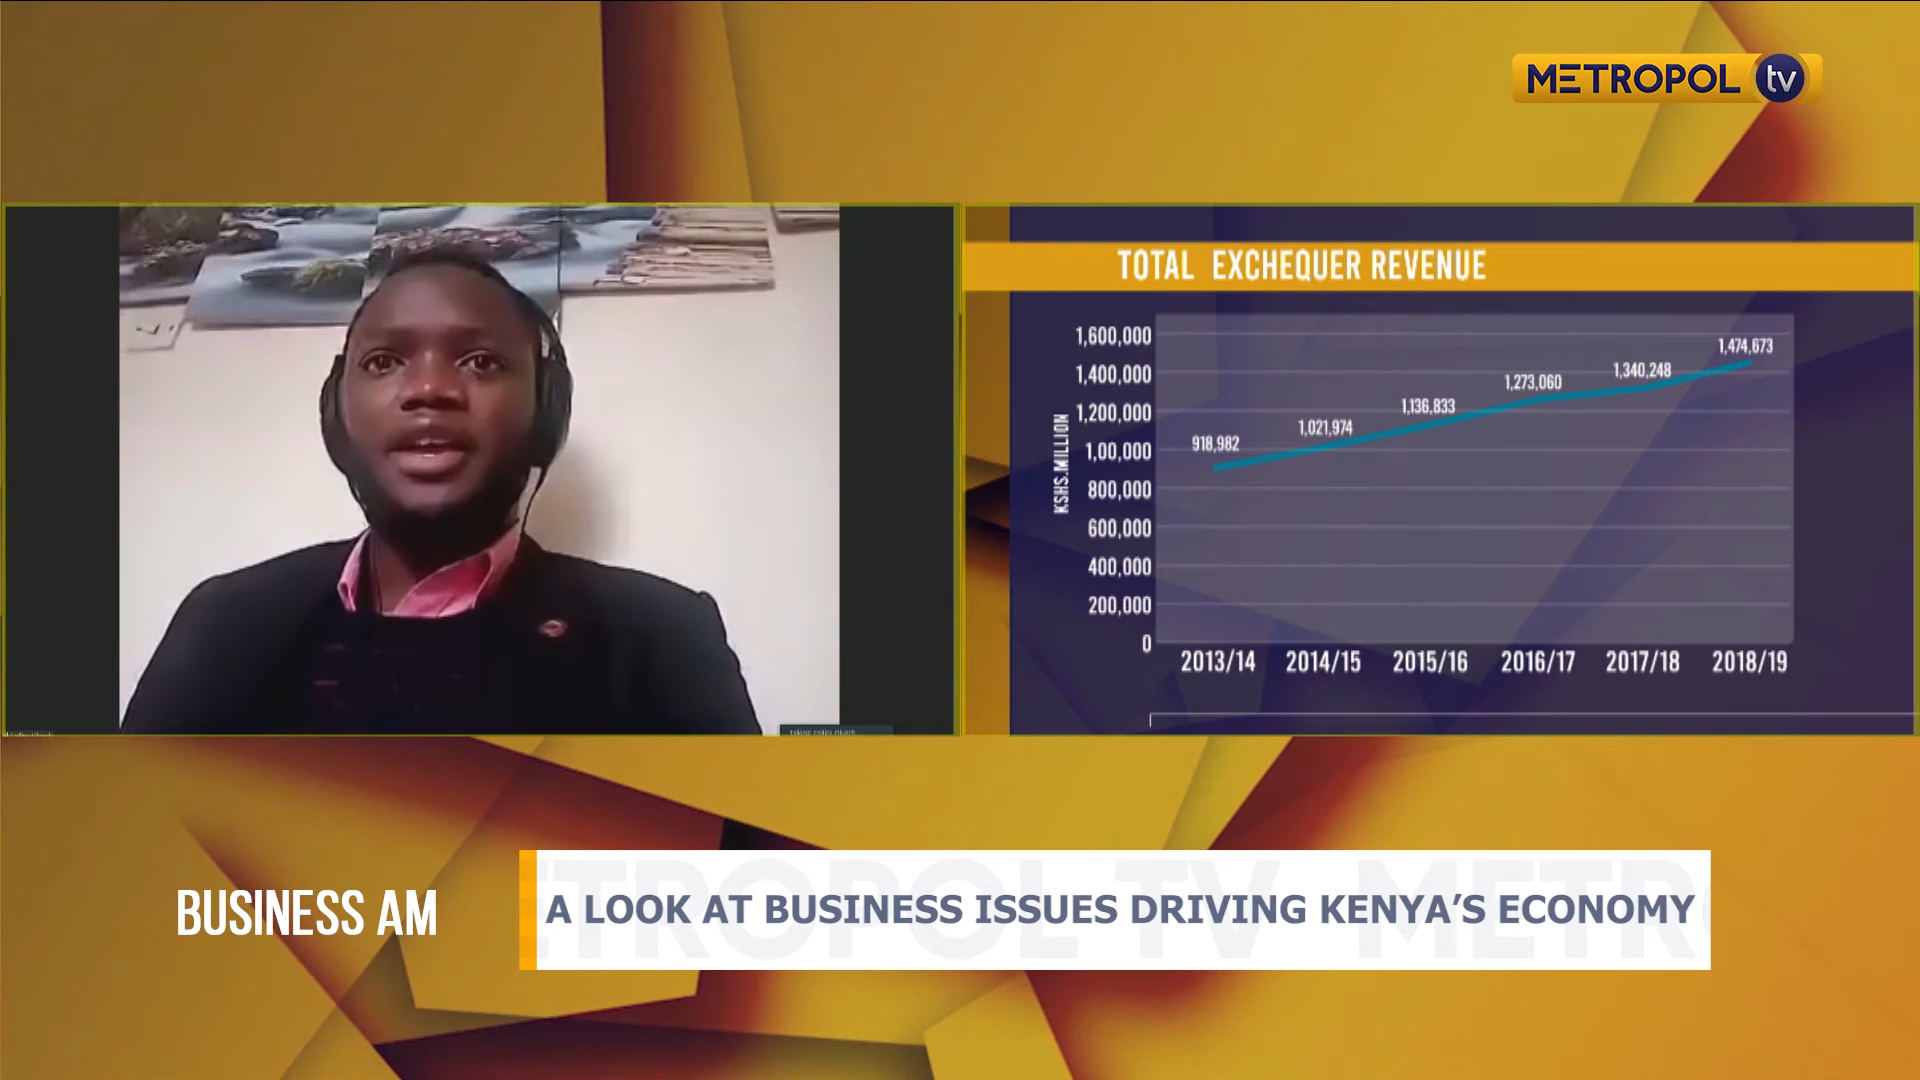 METROPOL tv
TOTAL EXCHEQUER REVENUE
KSHS.MILLION
1,600,000
1,400,000
1,200,000
1,00,000
800,000
600,000
400,000
200,000
0
918,982
1,021,974
1,136,833
1,273,060
1,340,248
1,474,673
2013/14 2014/15 2015/16 2016/17 2017/18 2018/19
BUSINESS AM
A LOOK AT BUSINESS ISSUES DRIVING KENYA’S ECONOMY